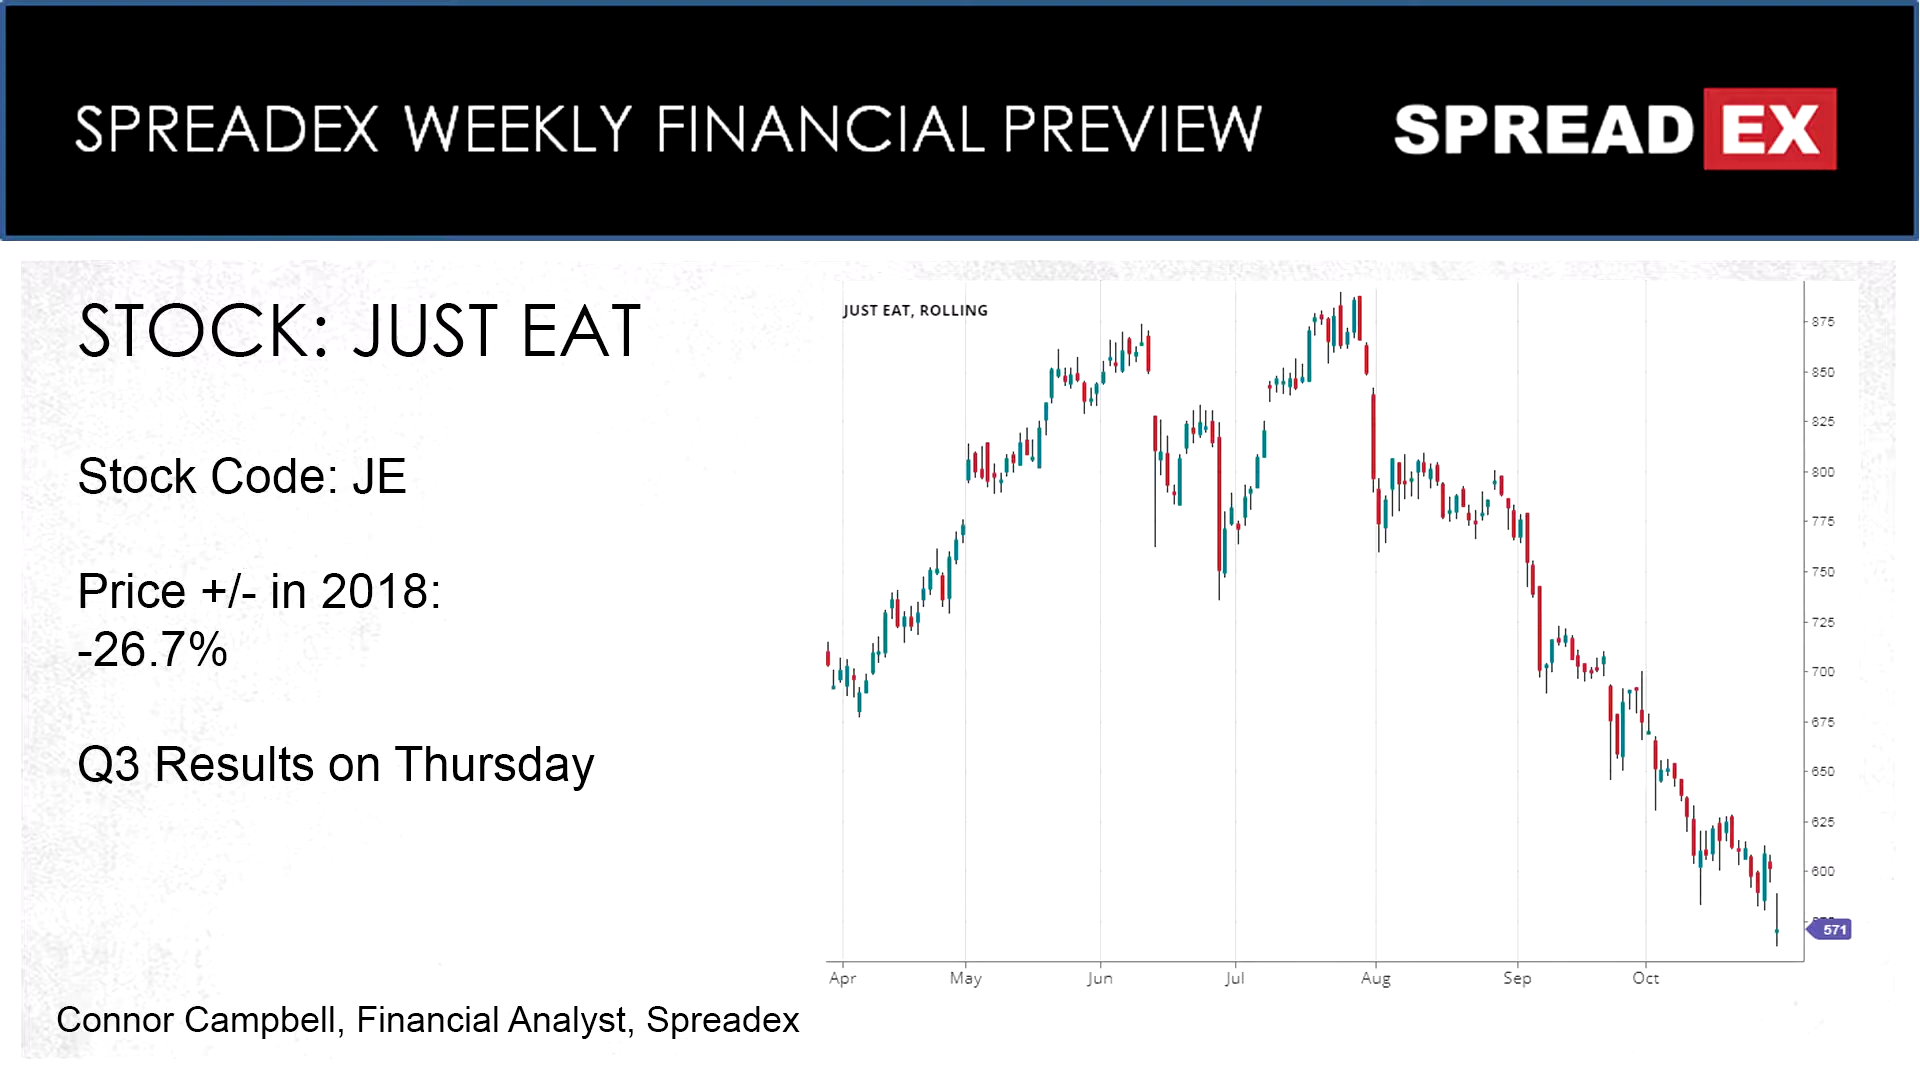 SPREADEX WEEKLY FINANCIAL PREVIEW
SPREADEX
STOCK: JUST EAT
Stock Code: JE
Price +/- in 2018:
-26.7%
Q3 Results on Thursday
Connor Campbell, Financial Analyst, Spreadex
JUST EAT, ROLLING
875
850
825
800
775
750
725
700
675
650
625
600
571
Apr May Jun Jul Aug Sep Oct